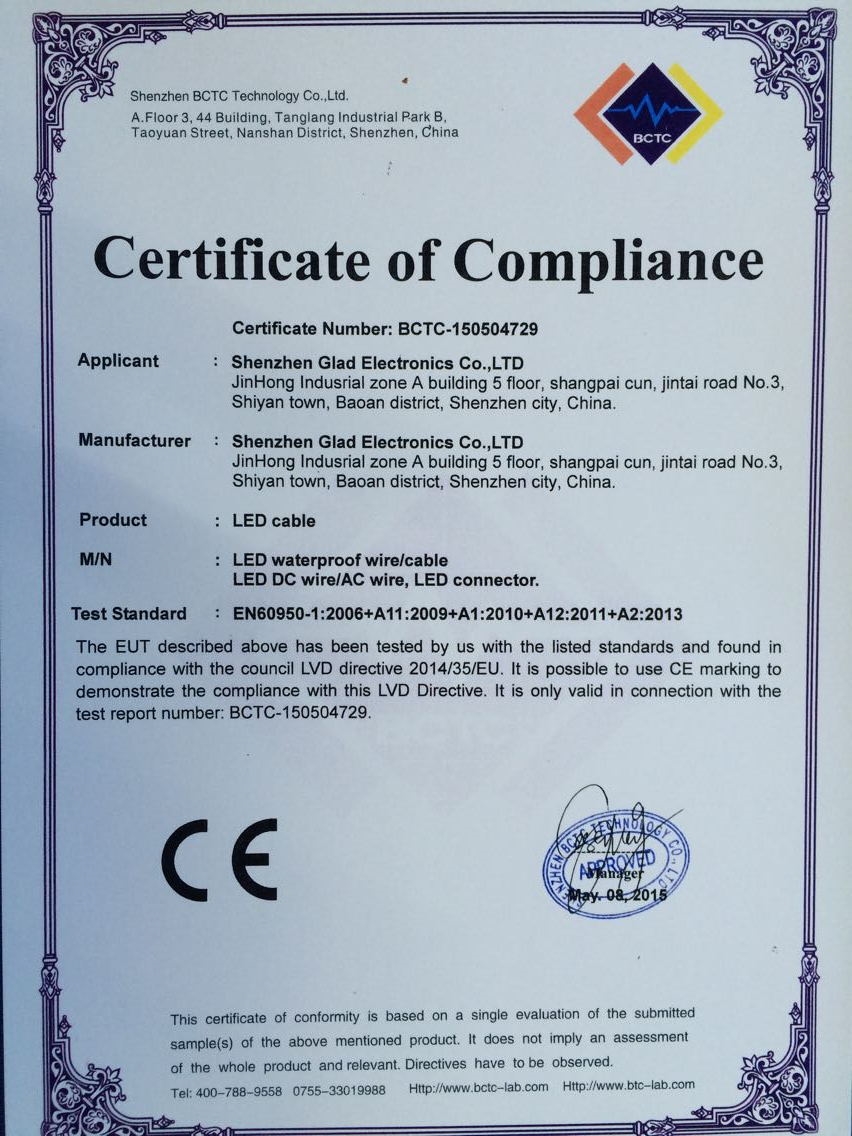 Shenzhen BCTC Technology Co.,Ltd.
A.Floor 3, 44 Building, Tanglang Industrial Park B,
Taoyuan Street, Nanshan District, Shenzhen, China
BCTC
Certificate of Compliance
Certificate Number: BCTC-150504729
Applicant : Shenzhen Glad Electronics Co.,LTD
JinHong Indusrial zone A building 5 floor, shangpai cun, jintai road No.3,
Shiyan town, Baoan district, Shenzhen city, China.
Manufacturer : Shenzhen Glad Electronics Co.,LTD
JinHong Indusrial zone A building 5 floor, shangpai cun, jintai road No.3,
Shiyan town, Baoan district, Shenzhen city, China.
Product : LED cable
M/N : LED waterproof wire/cable
LED DC wire/AC wire, LED connector.
Test Standard : EN60950-1:2006+A11:2009+A1:2010+A12:2011+A2:2013
The EUT described above has been tested by us with the listed standards and found in
compliance with the council LVD directive 2014/35/EU. It is possible to use CE marking to
demonstrate the compliance with this LVD Directive. It is only valid in connection with the
test report number: BCTC-150504729.
BCTC
CE
SHENZHEN BCTC TECHNOLOGY CO., LTD
APPROVED
Manager
May. 08, 2015
This certificate of conformity is based on a single evaluation of the submitted
sample(s) of the above mentioned product. It does not imply an assessment
of the whole product and relevant. Directives have to be observed.
Tel: 400-788-9558 0755-33019988 Http://www.bctc-lab.com Http://www.btc-lab.com